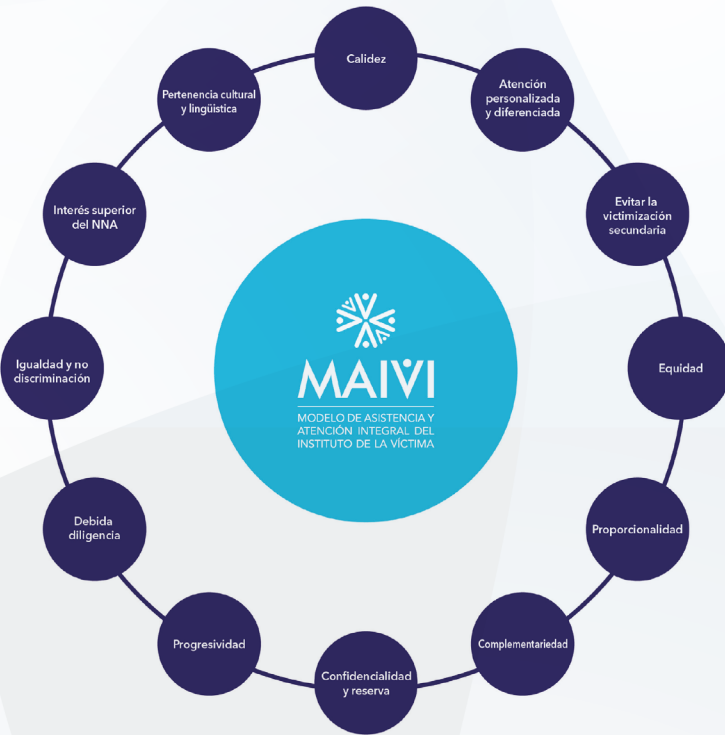 Calidez
Atención
personalizada
y diferenciada
Evitar la
victimización
secundaria
Equidad
Proporcionalidad
Complementariedad
Confidencialidad
y reserva
Progresividad
Debida
diligencia
Igualdad y no
discriminación
Interés superior
del NNA
Pertenencia cultural
y lingüistica
MAIVI
MODELO DE ASISTENCIA Y
ATENCIÓN INTEGRAL DEL
INSTITUTO DE LA VÍCTIMA